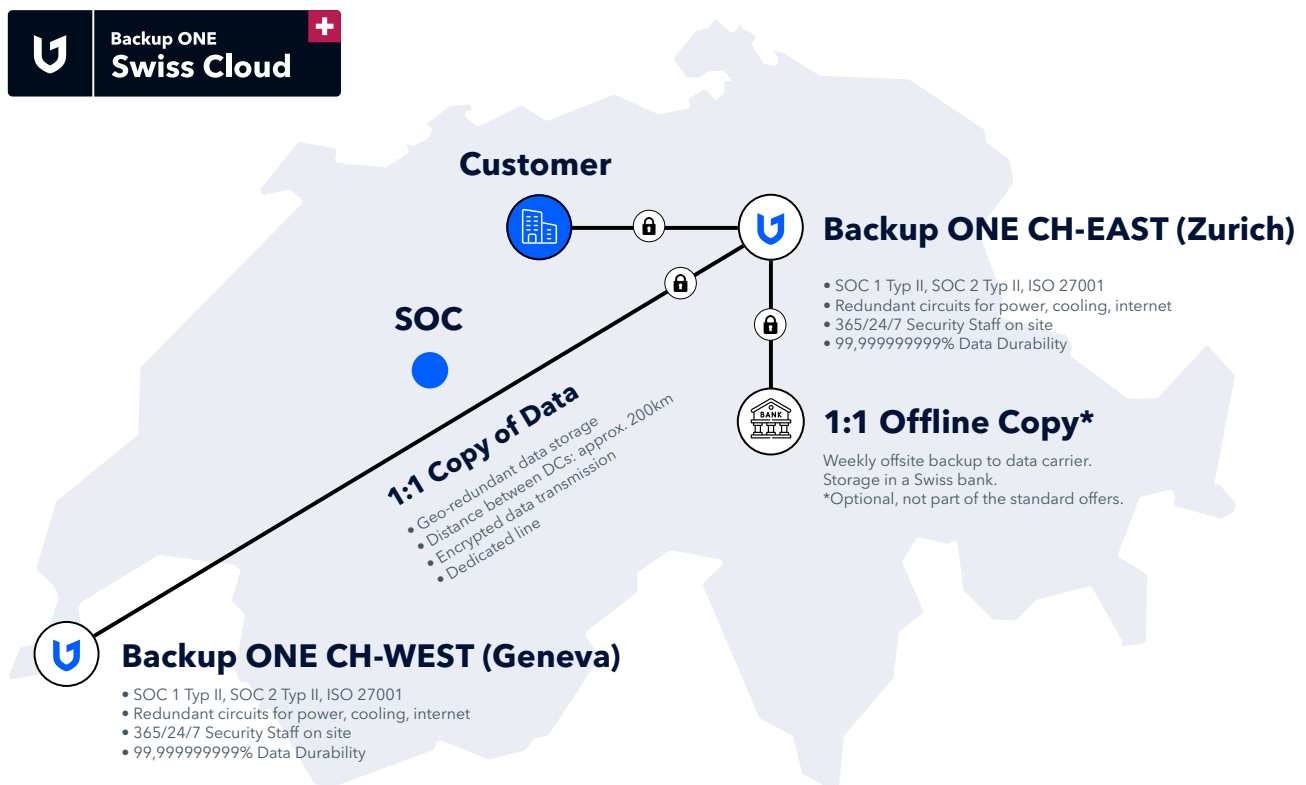 Backup ONE
Swiss Cloud
Customer
Backup ONE CH-EAST (Zurich)
• SOC 1 Typ II, SOC 2 Typ II, ISO 27001
• Redundant circuits for power, cooling, internet
• 365/24/7 Security Staff on site
• 99,999999999% Data Durability
SOC
1:1 Copy of Data
• Geo-redundant data storage
• Distance between DCs: approx. 200km
• Encrypted data transmission
• Dedicated line
BANK
1:1 Offline Copy*
Weekly offsite backup to data carrier.
Storage in a Swiss bank.
*Optional, not part of the standard offers.
Backup ONE CH-WEST (Geneva)
• SOC 1 Typ II, SOC 2 Typ II, ISO 27001
• Redundant circuits for power, cooling, internet
• 365/24/7 Security Staff on site
• 99,999999999% Data Durability